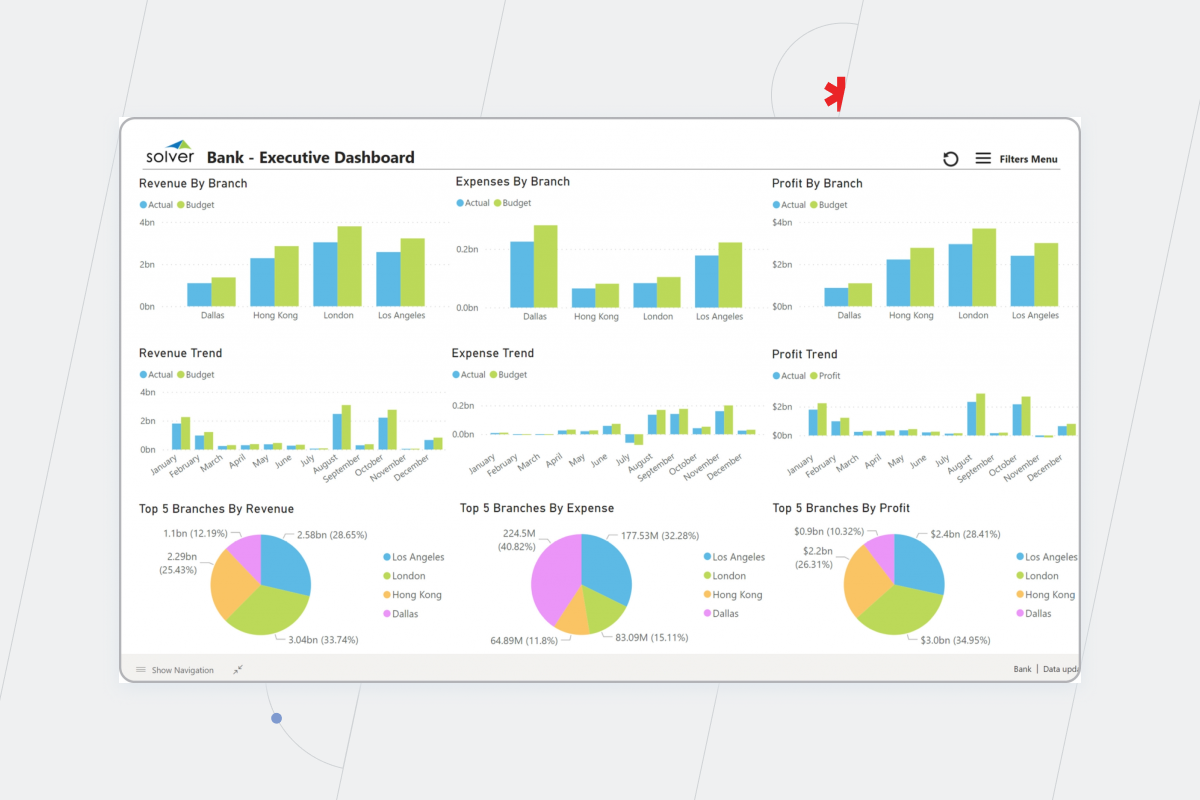 solver Bank - Executive Dashboard
Filters Menu
Revenue By Branch
Actual Budget
4bn
2bn
0bn
Dallas Hong Kong London Los Angeles
Expenses By Branch
Actual Budget
0.2bn
0.0bn
Dallas Hong Kong London Los Angeles
Profit By Branch
Actual Budget
$4bn
$2bn
$0bn
Dallas Hong Kong London Los Angeles
Revenue Trend
Actual Budget
4bn
2bn
0bn
January February March April May June July August September October November December
Expense Trend
Actual Budget
0.2bn
0.0bn
January February March April May June July August September October November December
Profit Trend
Actual Profit
$2bn
$0bn
January February March April May June July August September October November December
Top 5 Branches By Revenue
1.1bn (12.19%)
2.58bn (28.65%)
2.29bn
(25.43%)
3.04bn (33.74%)
Los Angeles
London
Hong Kong
Dallas
Top 5 Branches By Expense
224.5M
(40.82%)
177.53M (32.28%)
64.89M (11.8%)
83.09M (15.11%)
Los Angeles
London
Hong Kong
Dallas
Top 5 Branches By Profit
$0.9bn (10.32%)
$2.4bn (28.41%)
$2.2bn
(26.31%)
$3.0bn (34.95%)
Los Angeles
London
Hong Kong
Dallas
Show Navigation
Bank | Data upda